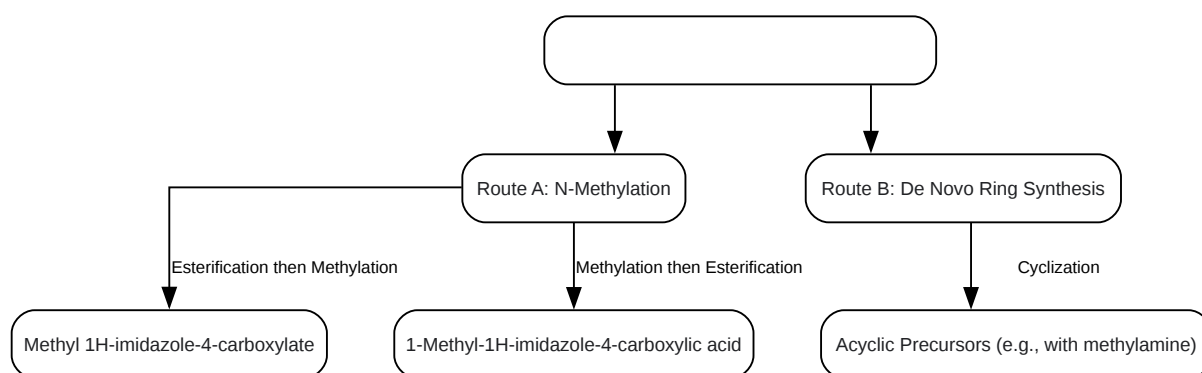 Route A: N-Methylation
Route B: De Novo Ring Synthesis
Esterification then Methylation
Methylation then Esterification
Cyclization
Methyl 1H-imidazole-4-carboxylate
1-Methyl-1H-imidazole-4-carboxylic acid
Acyclic Precursors (e.g., with methylamine)